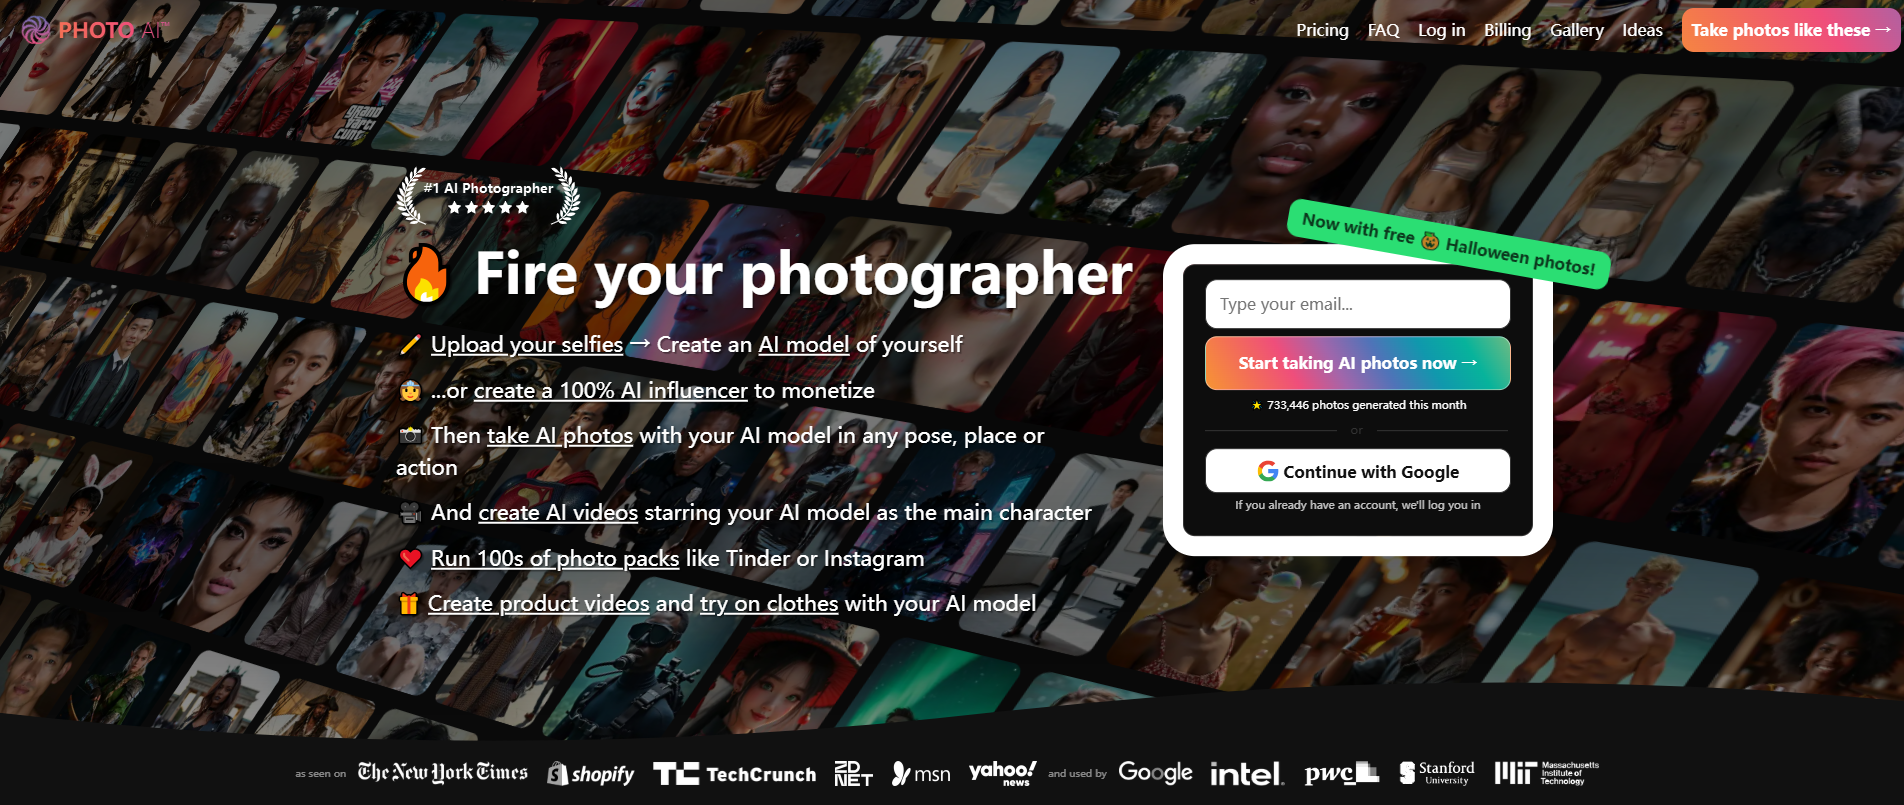 PHOTO AI™
Pricing FAQ Log in Billing Gallery Ideas Take photos like these →
#1 AI Photographer
★★★★★
🔥 Fire your photographer
✏️ Upload your selfies → Create an AI model of yourself
👸 ...or create a 100% AI influencer to monetize
📸 Then take AI photos with your AI model in any pose, place or
action
🎥 And create AI videos starring your AI model as the main character
❤️ Run 100s of photo packs like Tinder or Instagram
🎁 Create product videos and try on clothes with your AI model
Now with free 🎃 Halloween photos!
Type your email...
Start taking AI photos now →
★ 733,446 photos generated this month
or
Continue with Google
If you already have an account, we'll log you in
as seen on The New York Times shopify TC TechCrunch ZDNET msn yahoo! news and used by Google intel. pwc Stanford University MIT Massachusetts Institute of Technology